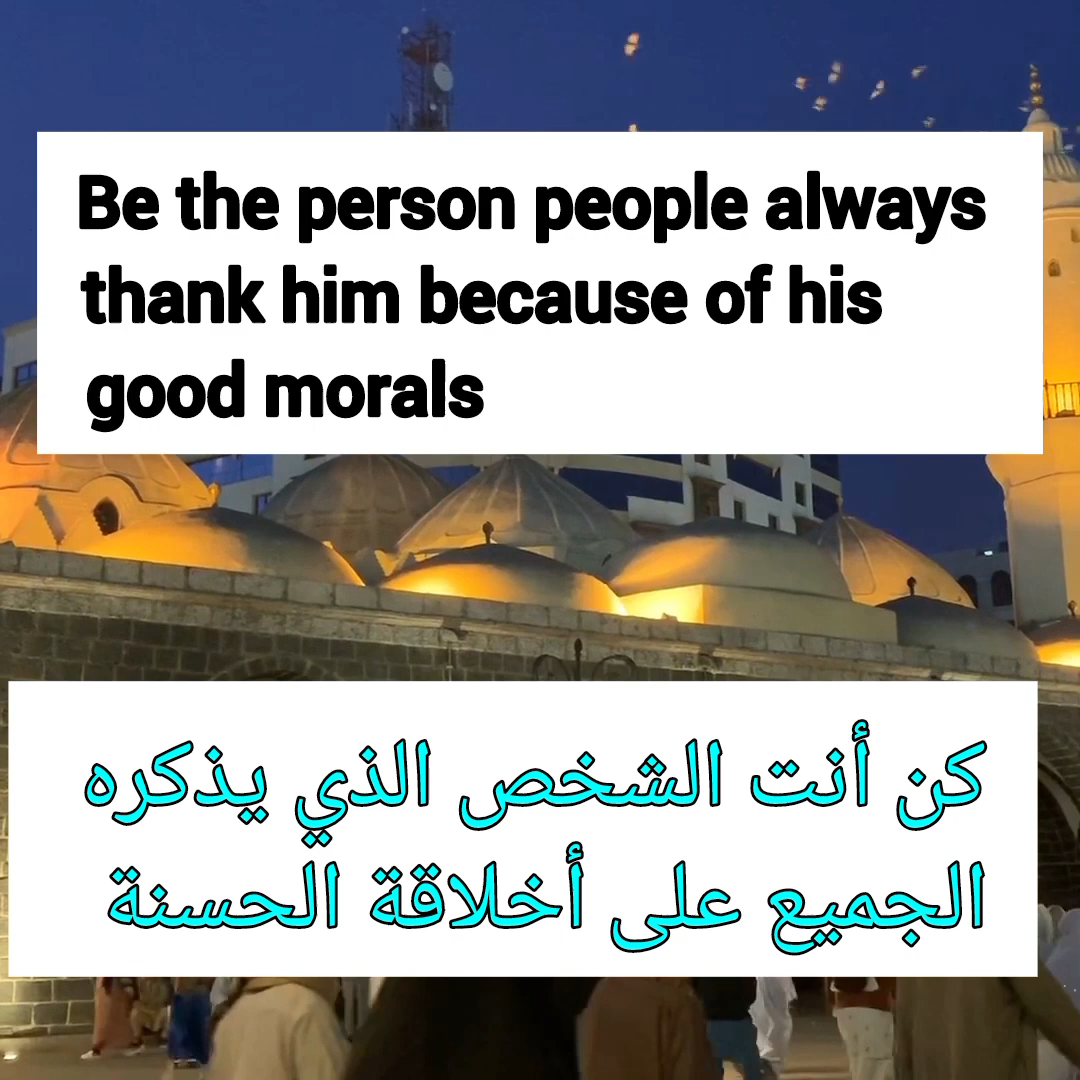 Be the person people always
thank him because of his
good morals
كن أنت الشخص الذي يذكره
الجميع على أخلاقة الحسنة